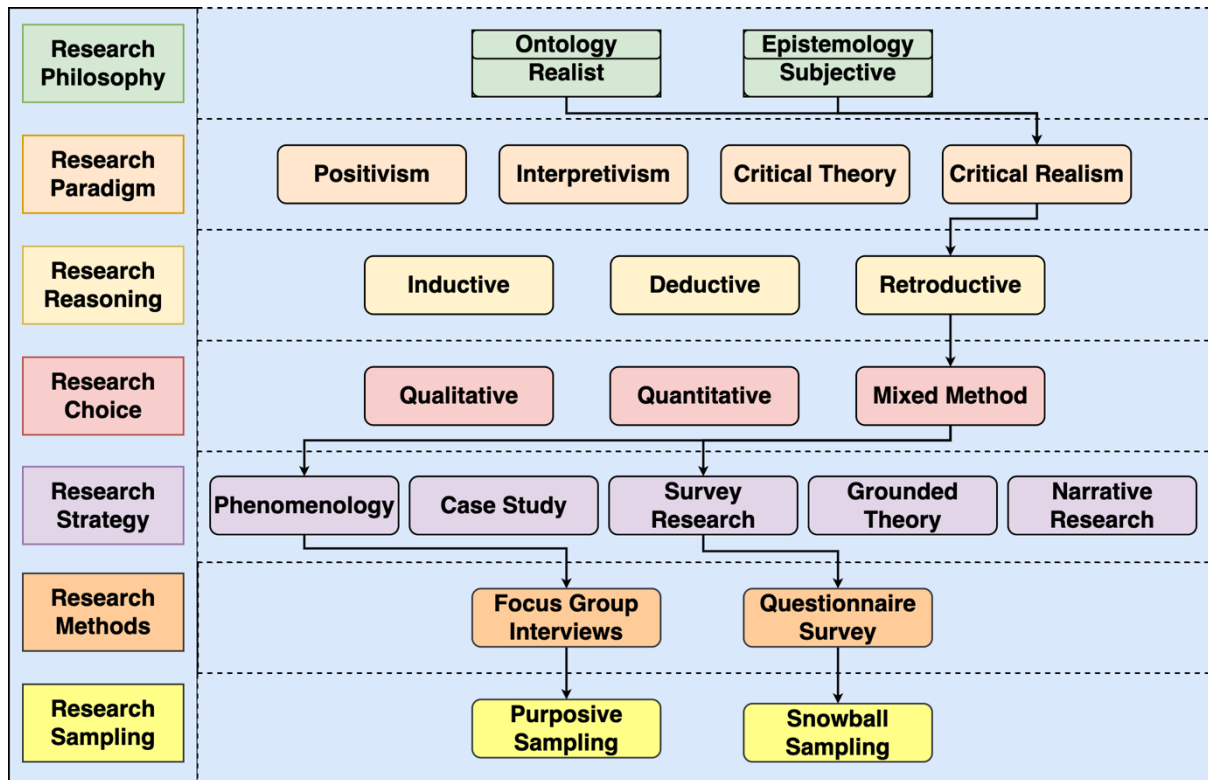 Research
Philosophy
Ontology
Realist
Epistemology
Subjective
Research
Paradigm
Positivism
Interpretivism
Critical Theory
Critical Realism
Research
Reasoning
Inductive
Deductive
Retroductive
Research
Choice
Qualitative
Quantitative
Mixed Method
Research
Strategy
Phenomenology
Case Study
Survey
Research
Grounded
Theory
Narrative
Research
Research
Methods
Focus Group
Interviews
Questionnaire
Survey
Research
Sampling
Purposive
Sampling
Snowball
Sampling